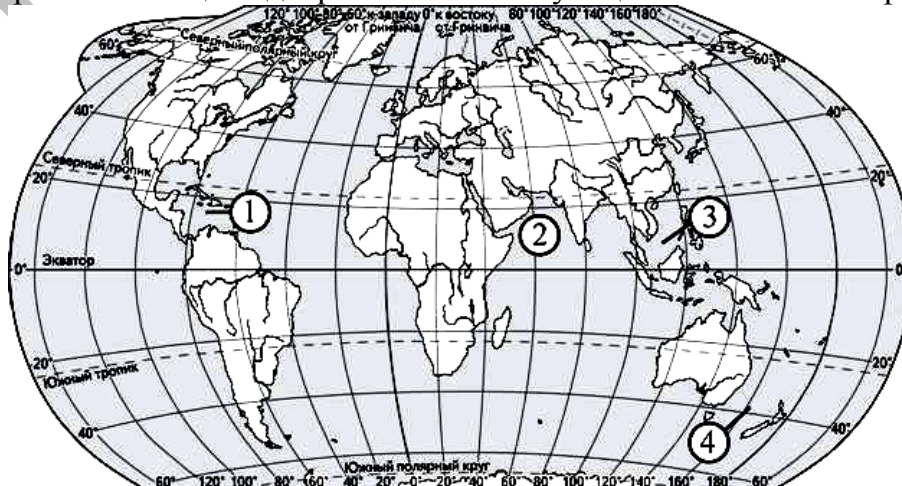 120° 100° 80° 60° к западу 0° к востоку 80° 100° 120° 140° 160° 180°
от Гринвича от Гринвича
Северный полярный круг
60° 60°
40° 40°
Северный тропик
20° 20°
1
3
2
Экватор
0° 0
20° 20°
Южный тропик
40° 40°
4
Южный полярный круг
60° 120° 100° 80° 160° 40° 20° 0° 20° 40° 60° 80° 120° 160° 180° 60°